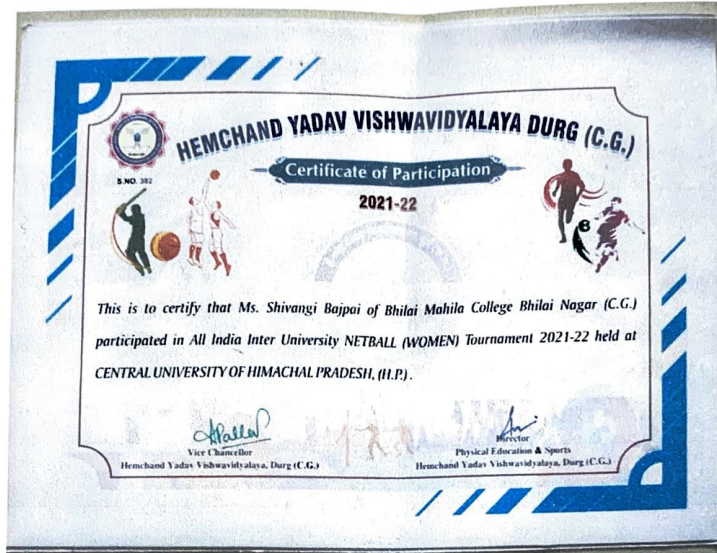 HEMCHAND YADAV VISHWAVIDYALAYA DURG (C.G.)
S.NO. 382
Certificate of Participation
2021-22
This is to certify that Ms. Shivangi Bajpai of Bhilai Mahila College Bhilai Nagar (C.G.)
participated in All India Inter University NETBALL (WOMEN) Tournament 2021-22 held at
CENTRAL UNIVERSITY OF HIMACHAL PRADESH, (H.P.).
Vice Chancellor
Hemchand Yadav Vishwavidyalaya, Durg (C.G.)
Director
Physical Education & Sports
Hemchand Yadav Vishwavidyalaya, Durg (C.G.)